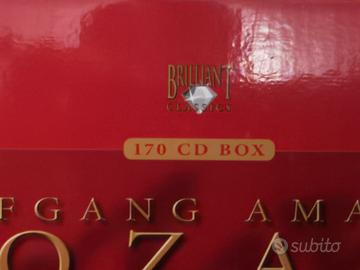 BRILLIANT
CLASSICS
170 CD BOX
FGANG AMA
OZA
subito